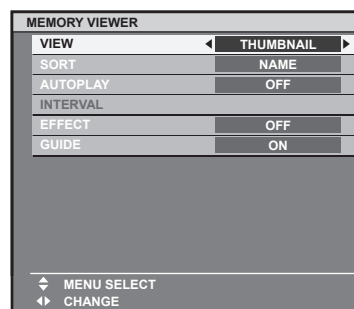 MEMORY VIEWER
VIEW THUMBNAIL
SORT NAME
AUTOPLAY OFF
INTERVAL
EFFECT OFF
GUIDE ON
MENU SELECT
CHANGE